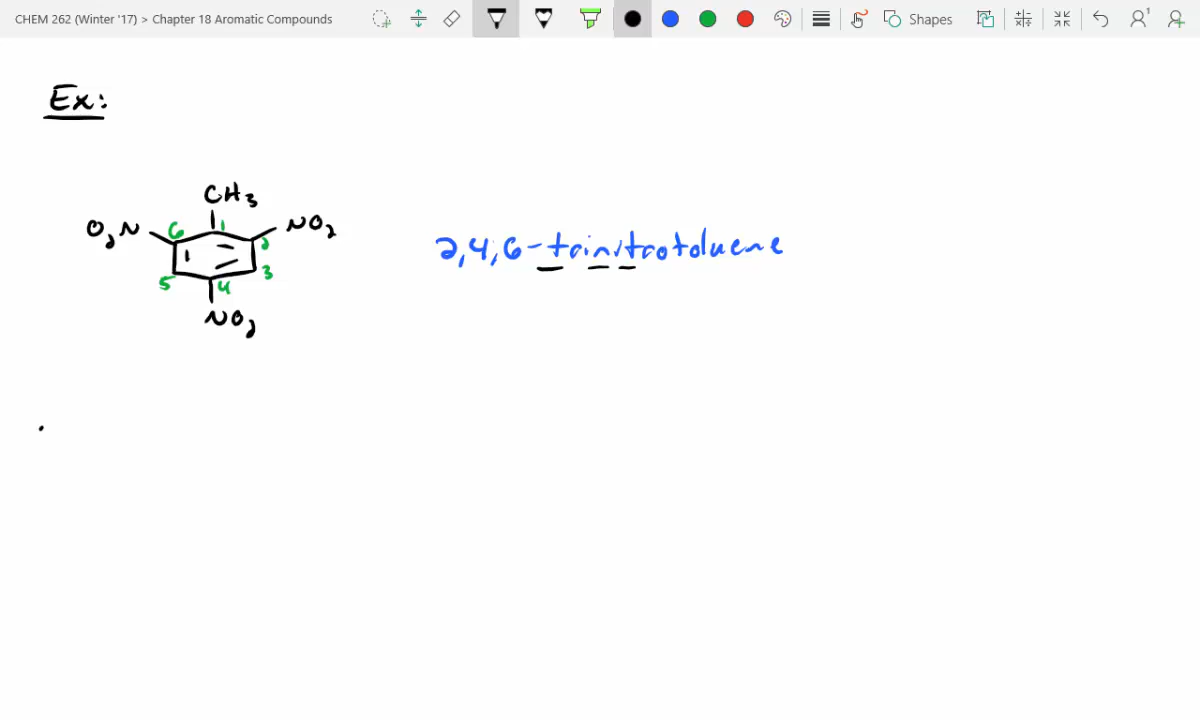 CHEM 262 (Winter '17) > Chapter 18 Aromatic Compounds
Shapes
1
Ex:
CH3
O2N 6 1 NO2
2
5 4 3
NO2
2,4,6-trinitrotoluene